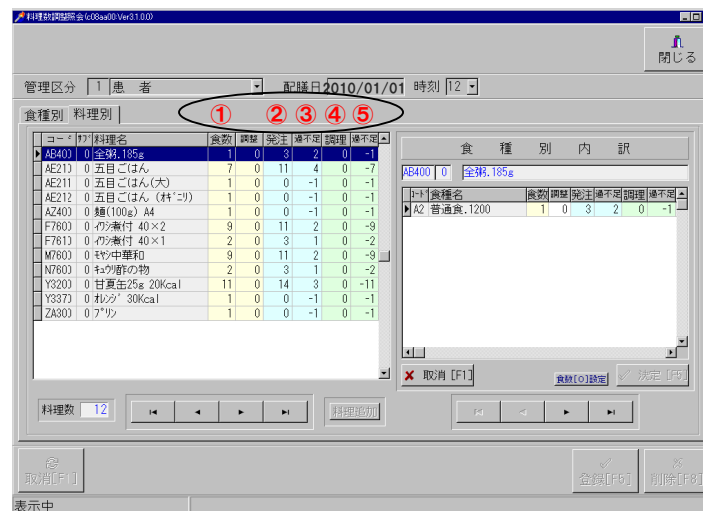 料理数調整照会(c08aa00:Ver3.1.0.0)
閉じる
管理区分 1 患 者 配膳日 2010/01/01 時刻 12
食種別 料理別 ① ② ③ ④ ⑤
コード ｻﾌﾞ 料理名 食数 調整 発注 過不足 調理 過不足
AB400 0 全粥.185g 1 0 3 2 0 -1
AE210 0 五目ごはん 7 0 11 4 0 -7
AE211 0 五目ごはん(大) 1 0 0 -1 0 -1
AE212 0 五目ごはん (ｵﾆｷﾞﾘ) 1 0 0 -1 0 -1
AZ400 0 麺(100g) A4 1 0 0 -1 0 -1
F7600 0 ｲﾜｼ煮付 40×2 9 0 11 2 0 -9
F7610 0 ｲﾜｼ煮付 40×1 2 0 3 1 0 -2
M7600 0 ﾓﾔｼ中華和 9 0 11 2 0 -9
N7600 0 ｷｭｳﾘ酢の物 2 0 3 1 0 -2
Y3200 0 甘夏缶25g 20Kcal 11 0 14 3 0 -11
Y3370 0 ｵﾚﾝｼﾞ 30Kcal 1 0 0 -1 0 -1
ZA300 0 ﾌﾟﾘﾝ 1 0 0 -1 0 -1
料理数 12 料理追加
食 種 別 内 訳
AB400 0 全粥.185g
ｺｰﾄﾞ 食種名 食数 調整 発注 過不足 調理 過不足
A2 普通食.1200 1 0 3 2 0 -1
取消 [F1] 食数[0]設定 決定 [F5]
取消[F1] 登録[F5] 削除[F8]
表示中